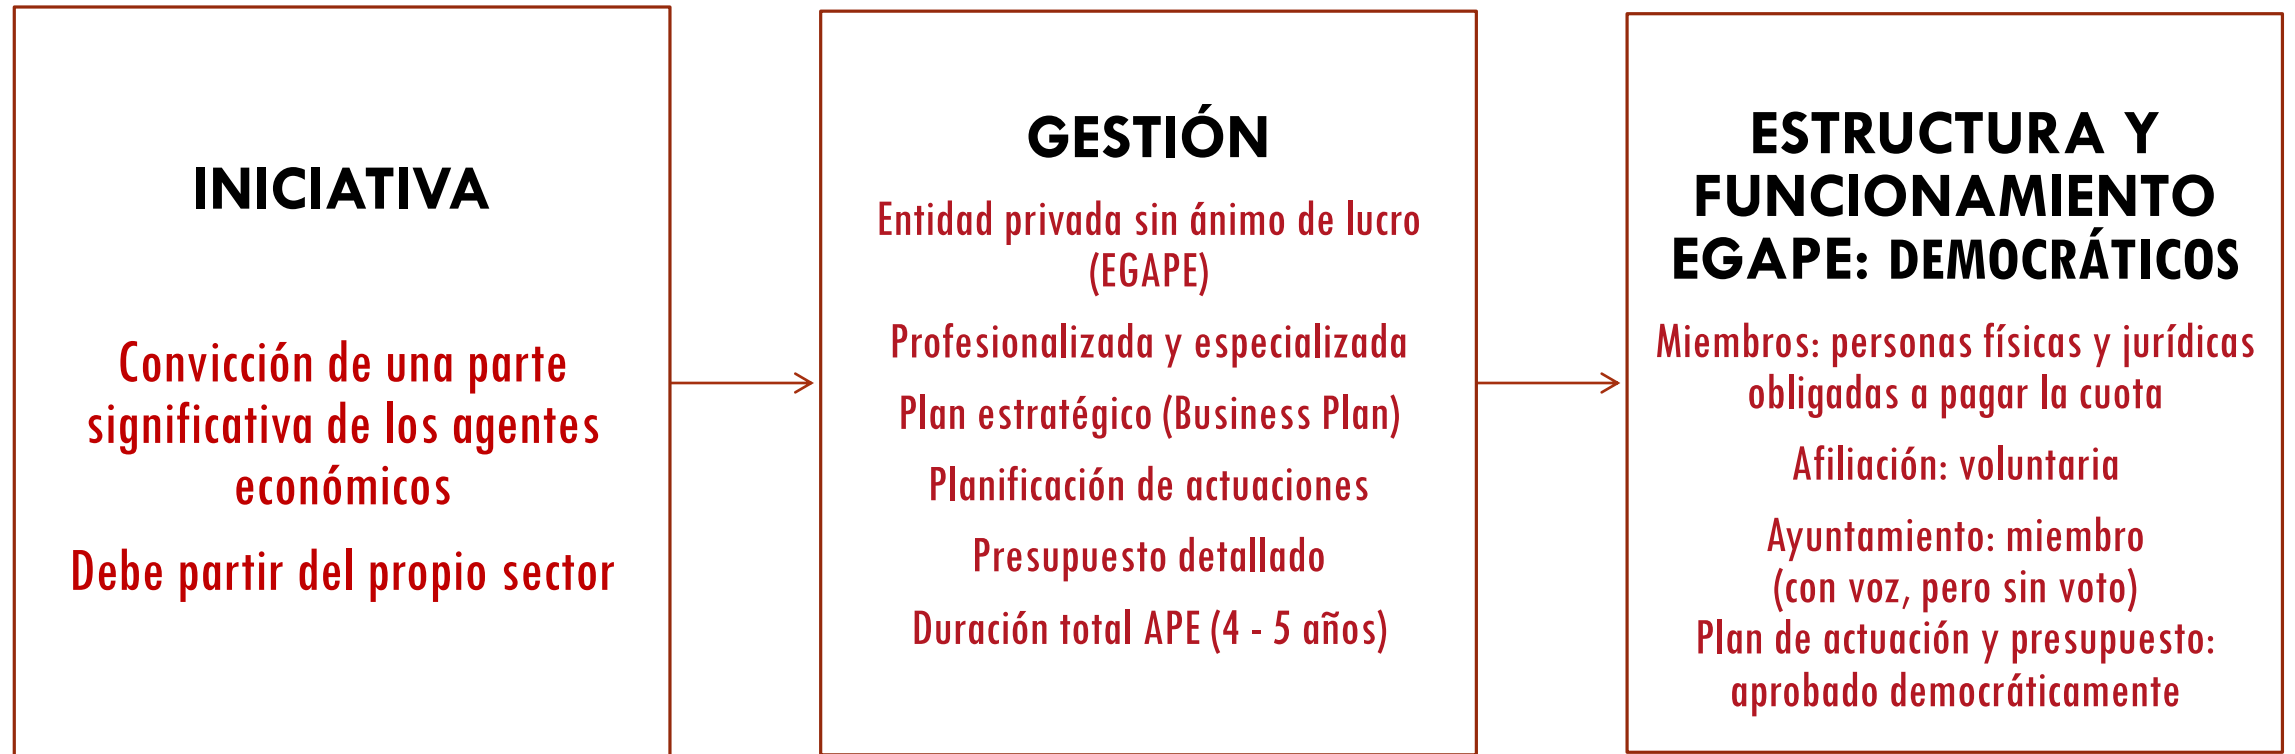 INICIATIVA
Convicción de una parte
significativa de los agentes
económicos
Debe partir del propio sector
GESTIÓN
Entidad privada sin ánimo de lucro
(EGAPE)
Profesionalizada y especializada
Plan estratégico (Business Plan)
Planificación de actuaciones
Presupuesto detallado
Duración total APE (4 - 5 años)
ESTRUCTURA Y
FUNCIONAMIENTO
EGAPE: DEMOCRÁTICOS
Miembros: personas físicas y jurídicas
obligadas a pagar la cuota
Afiliación: voluntaria
Ayuntamiento: miembro
(con voz, pero sin voto)
Plan de actuación y presupuesto:
aprobado democráticamente